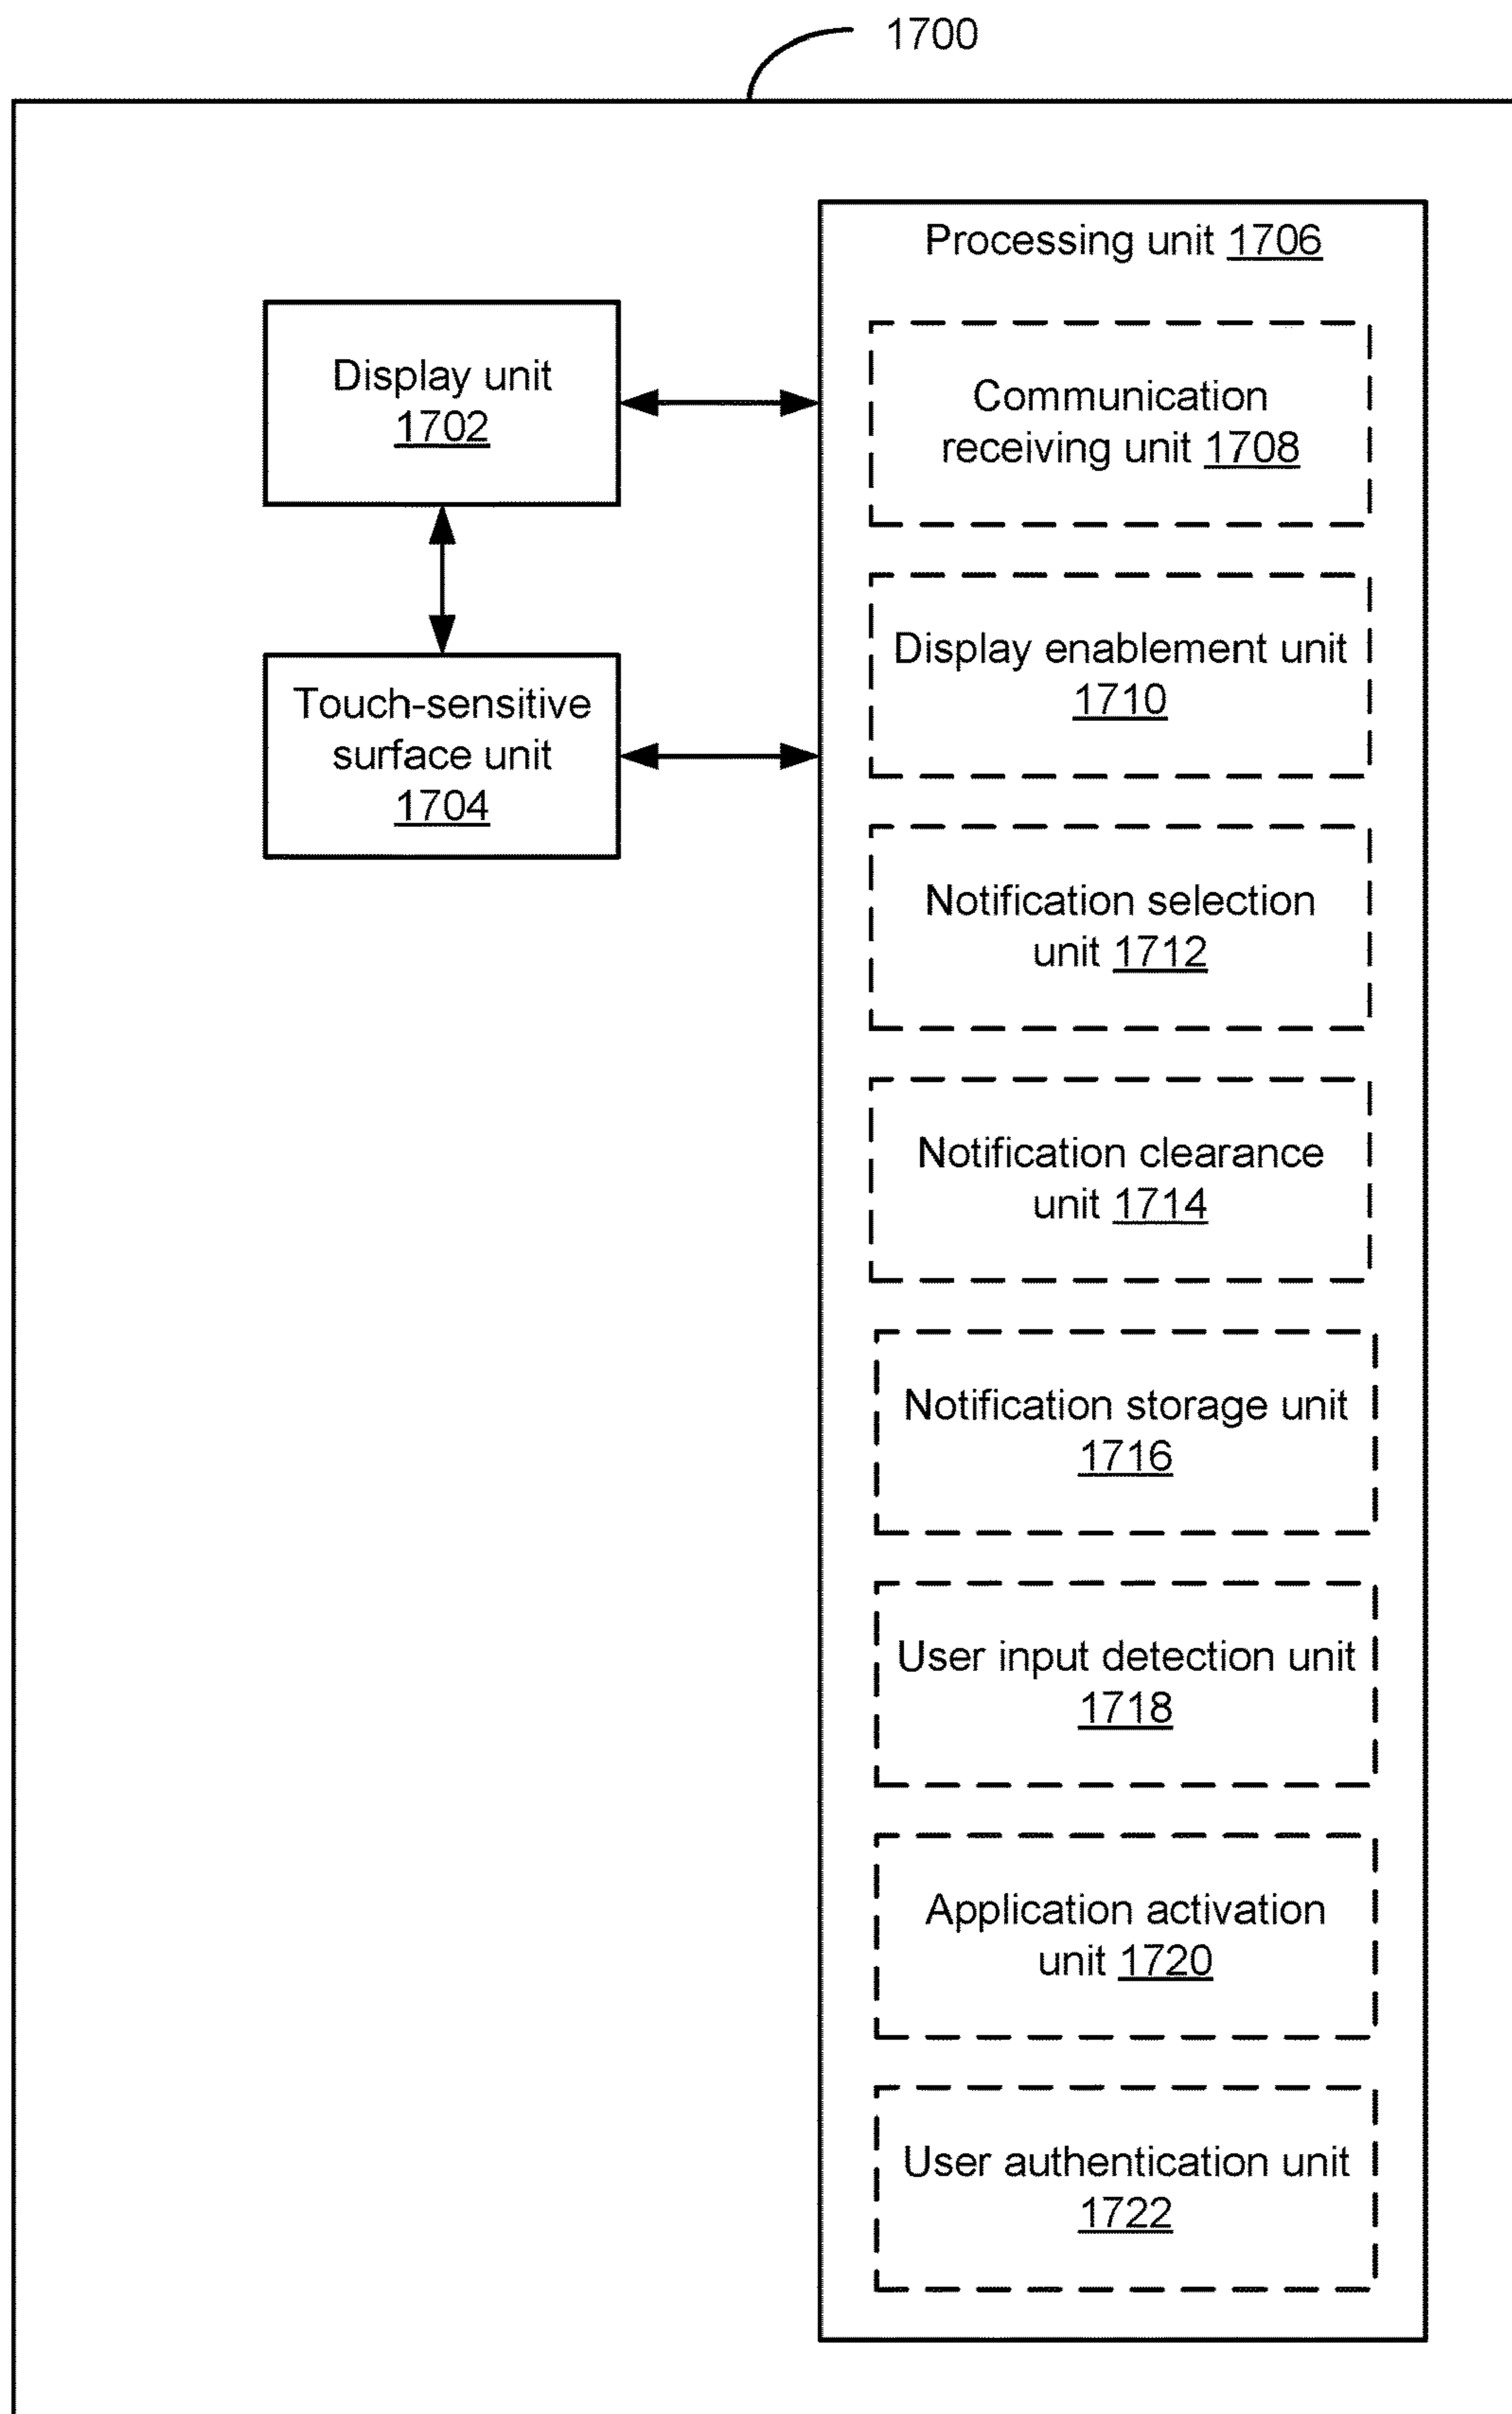 1700
Processing unit 1706
Display unit
1702
Touch-sensitive
surface unit
1704
Communication
receiving unit 1708
Display enablement unit
1710
Notification selection
unit 1712
Notification clearance
unit 1714
Notification storage unit
1716
User input detection unit
1718
Application activation
unit 1720
User authentication unit
1722